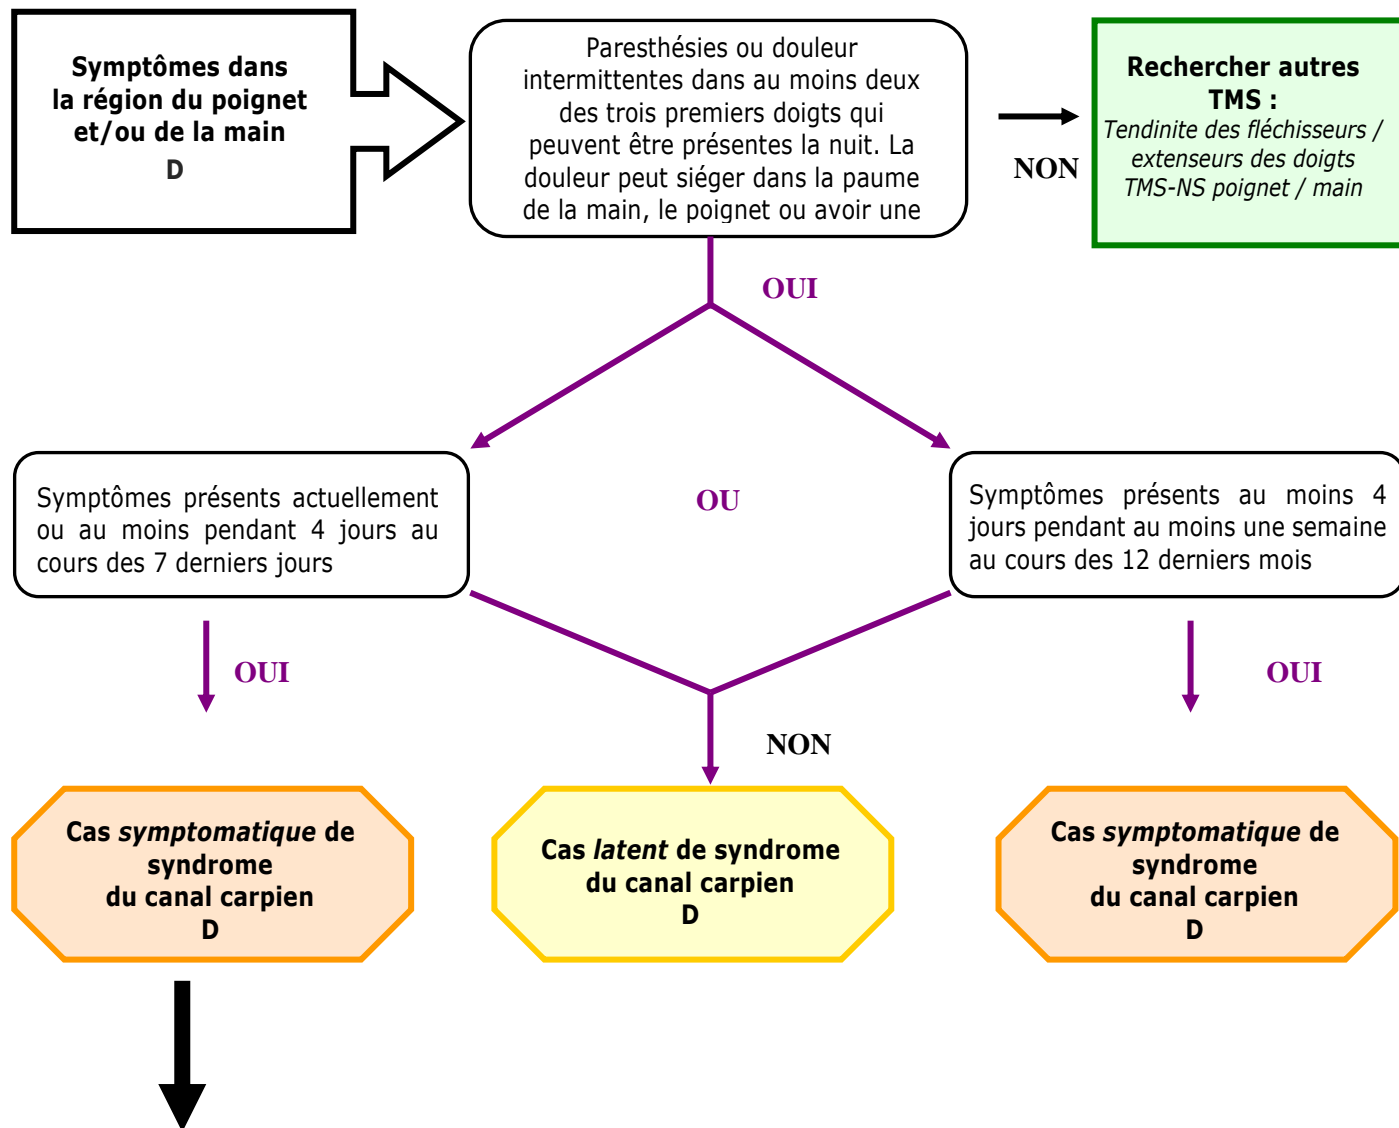 Symptômes dans
la région du poignet
et/ou de la main
D
Paresthésies ou douleur
intermittentes dans au moins deux
des trois premiers doigts qui
peuvent être présentes la nuit. La
douleur peut siéger dans la paume
de la main, le poignet ou avoir une
NON
Rechercher autres
TMS :
Tendinite des fléchisseurs /
extenseurs des doigts
TMS-NS poignet / main
OUI
Symptômes présents actuellement
ou au moins pendant 4 jours au
cours des 7 derniers jours
OU
Symptômes présents au moins 4
jours pendant au moins une semaine
au cours des 12 derniers mois
OUI
NON
OUI
Cas symptomatique de
syndrome
du canal carpien
D
Cas latent de syndrome
du canal carpien
D
Cas symptomatique de
syndrome
du canal carpien
D